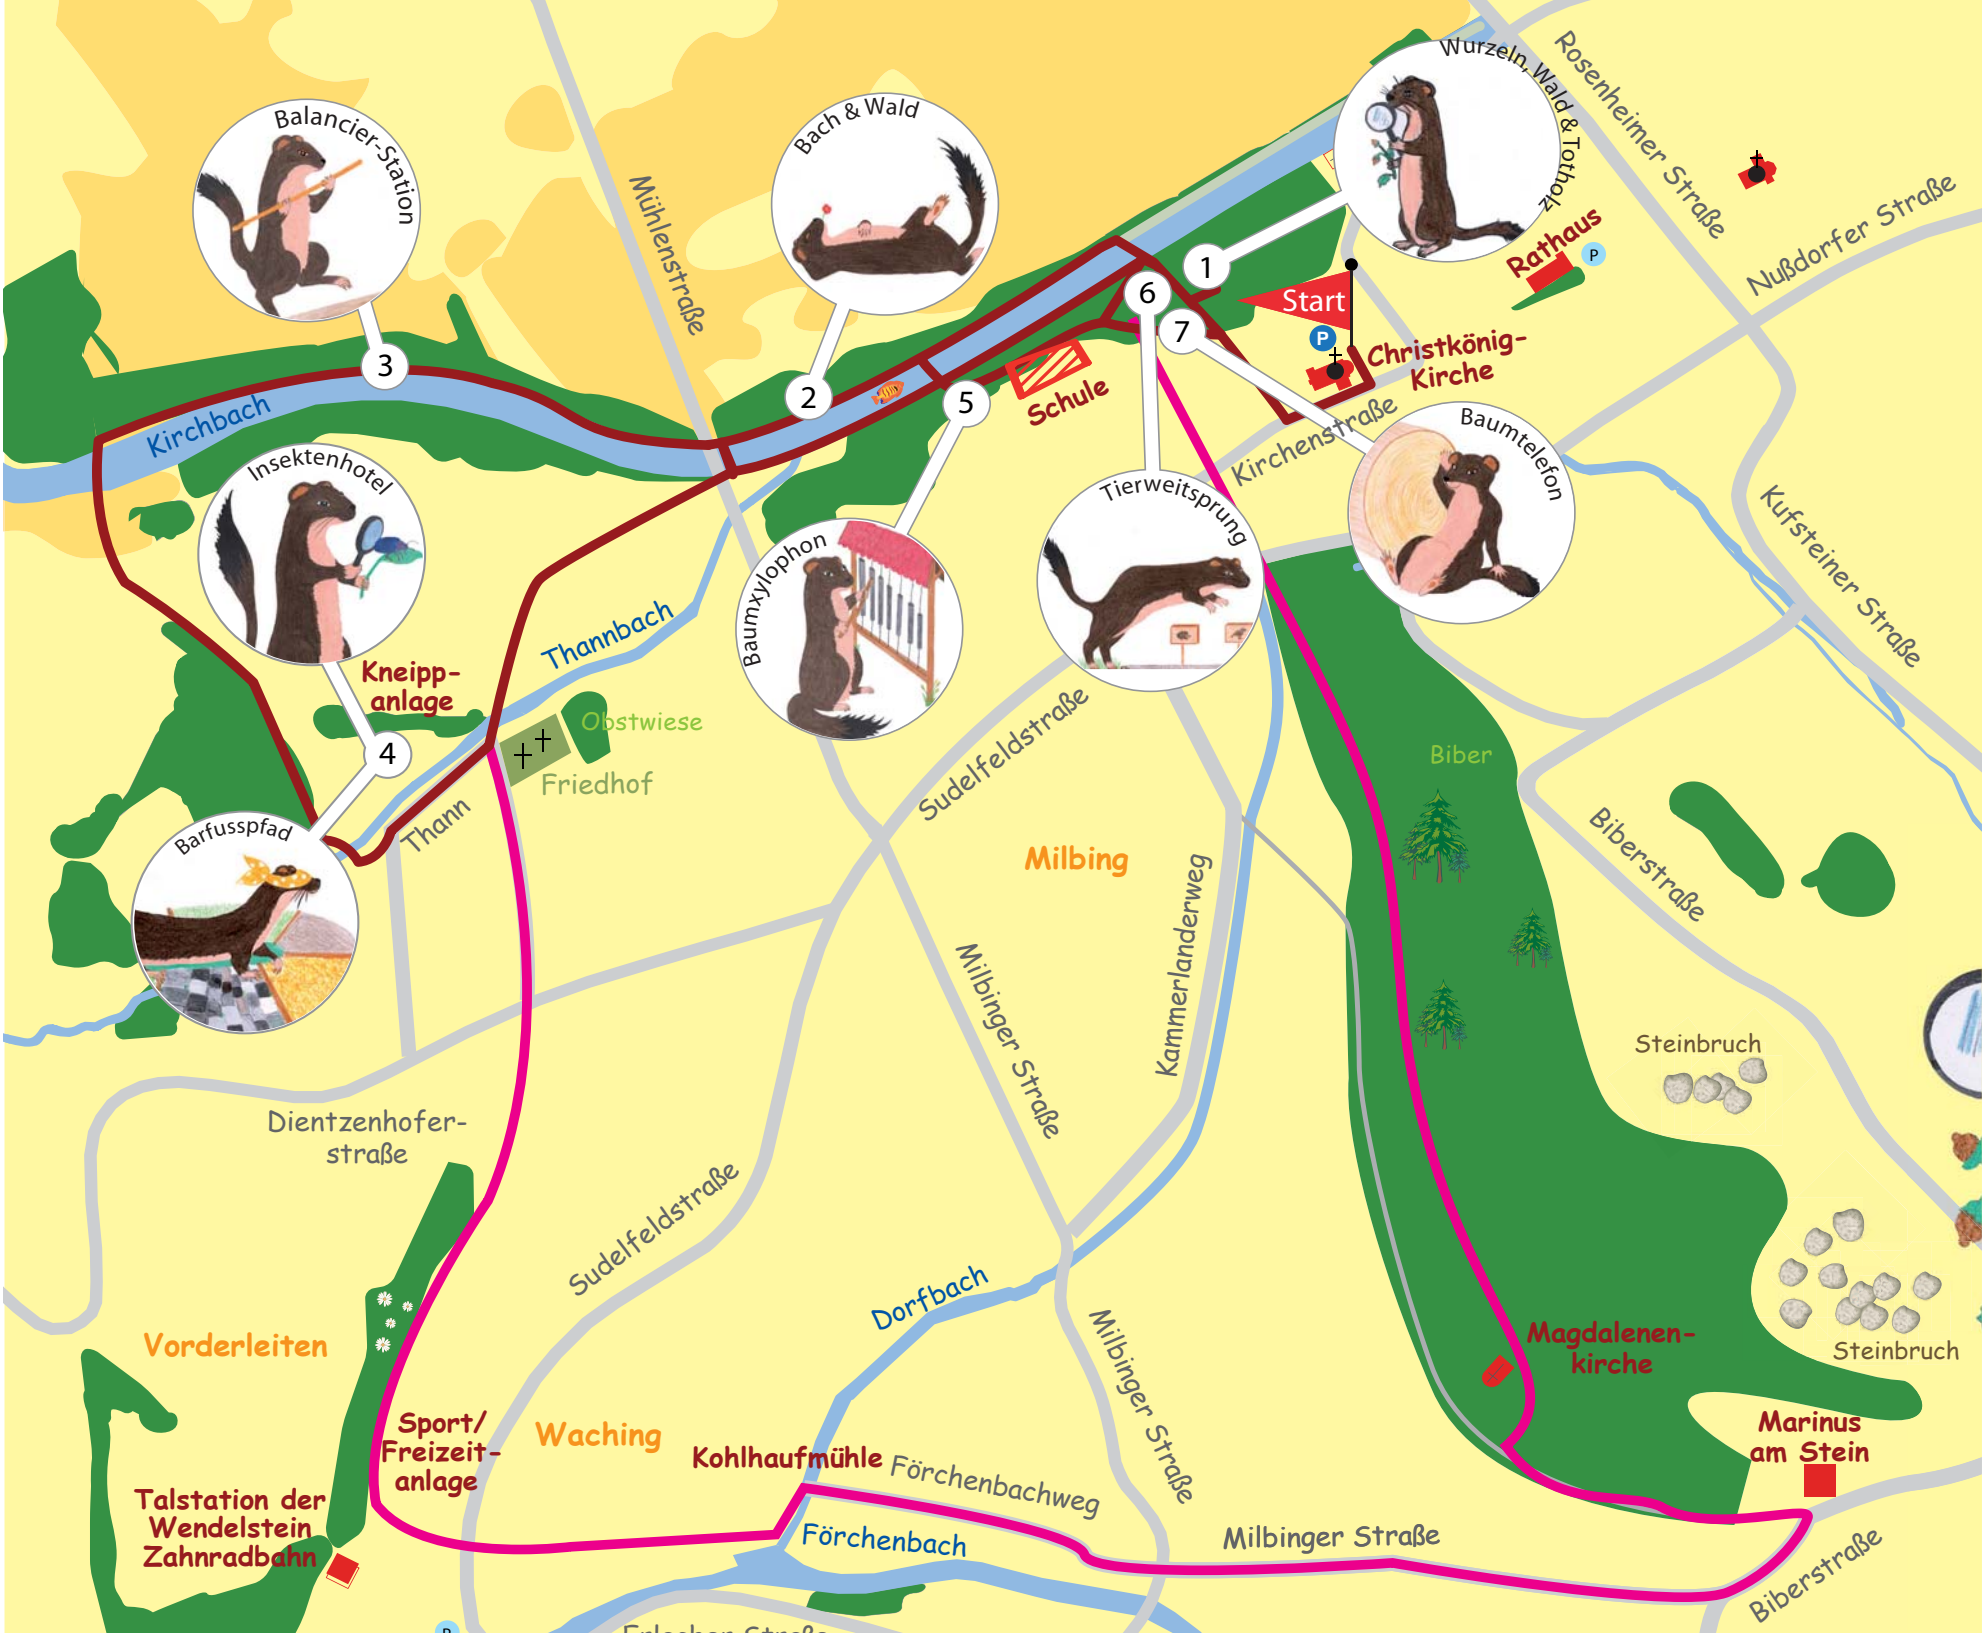 Wurzeln, Wald & Totholz
Rosenheimer Straße
Balancier-Station
Bach & Wald
Mühlenstraße
Nußdorfer Straße
Rathaus
P
1
6
Start
7
P
Christkönig-
Kirche
3
2
5
Schule
Kirchbach
Kirchenstraße
Insektenhotel
Baumtelefon
Tierweitsprung
Kufsteiner Straße
Baumxylophon
Thannbach
Kneipp-
anlage
Obstwiese
4
Friedhof
Sudelfeldstraße
Biber
Thann
Barfusspfad
Milbing
Biberstraße
Kammerlanderweg
Milbinger Straße
Steinbruch
Dientzenhofer-
straße
Sudelfeldstraße
Dorfbach
Vorderleiten
Magdalenen-
kirche
Steinbruch
Milbinger Straße
Sport/
Freizeit-
anlage
Waching
Kohlhaufmühle
Förchenbachweg
Marinus
am Stein
Talstation der
Wendelstein
Zahnradbahn
Förchenbach
Milbinger Straße
Biberstraße
P